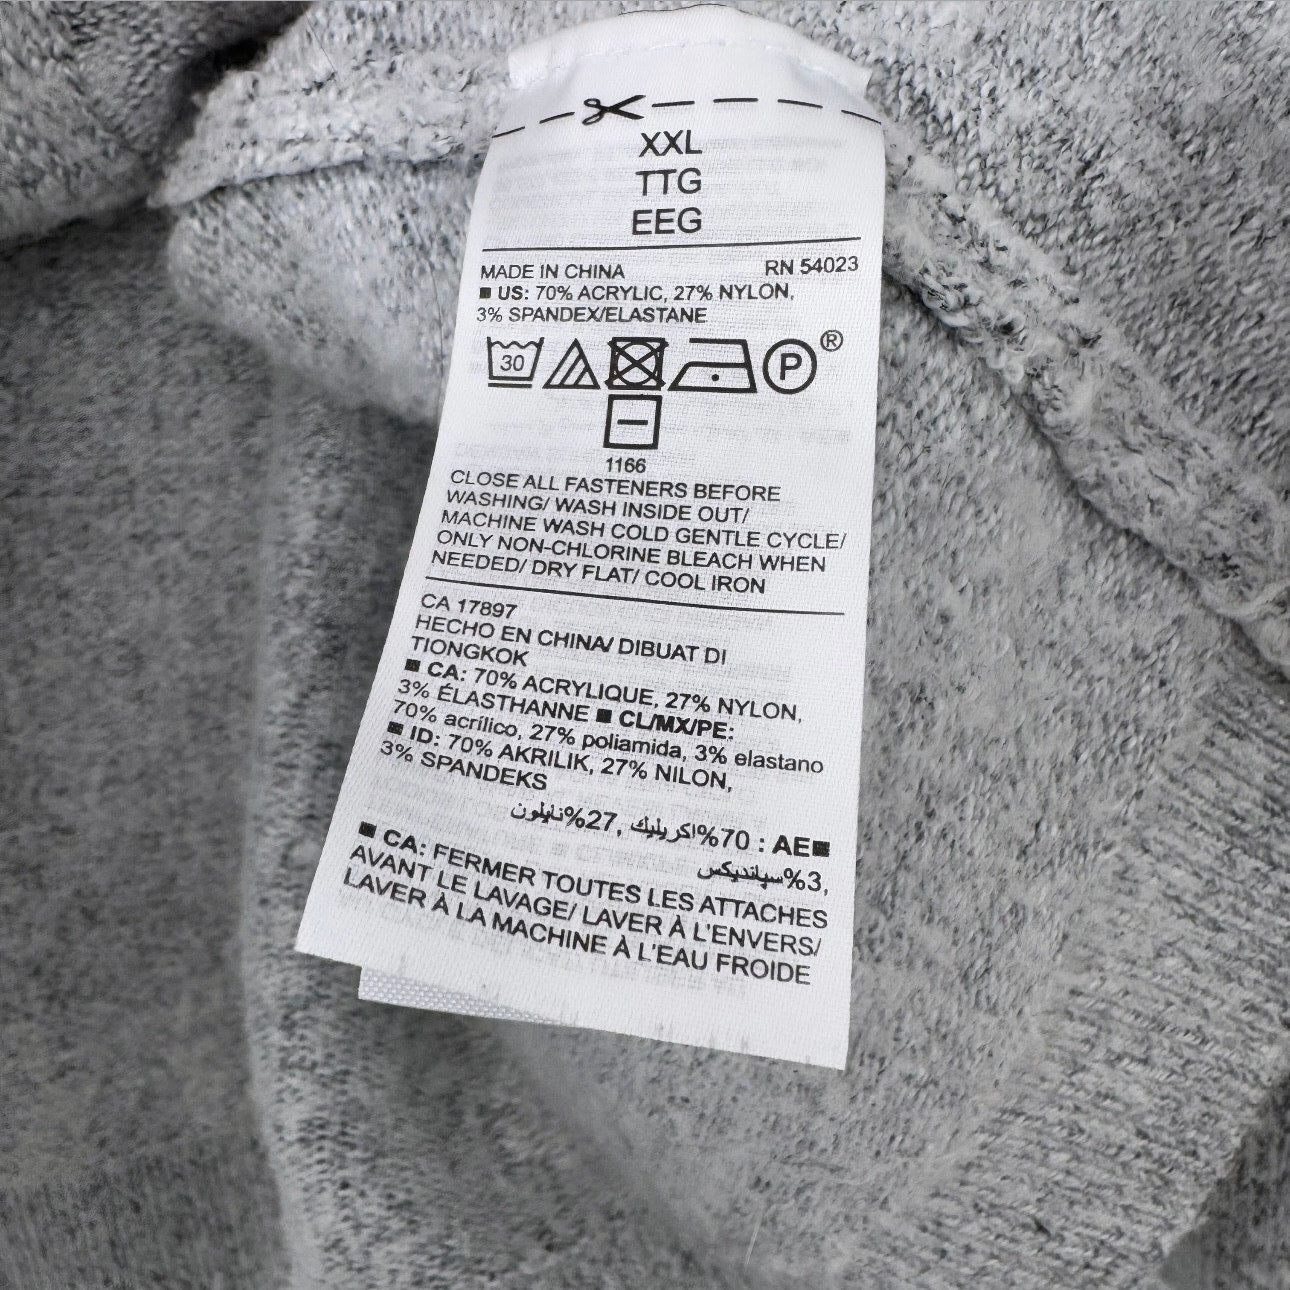 XXL
TTG
EEG
MADE IN CHINA RN 54023
■ US: 70% ACRYLIC, 27% NYLON,
3% SPANDEX/ELASTANE
30 P ®
1166
CLOSE ALL FASTENERS BEFORE
WASHING/ WASH INSIDE OUT/
MACHINE WASH COLD GENTLE CYCLE/
ONLY NON-CHLORINE BLEACH WHEN
NEEDED/ DRY FLAT/ COOL IRON
CA 17897
HECHO EN CHINA/ DIBUAT DI
TIONGKOK
■ CA: 70% ACRYLIQUE, 27% NYLON,
3% ÉLASTHANNE ■ CL/MX/PE:
70% acrílico, 27% poliamida, 3% elastano
■ ID: 70% AKRILIK, 27% NILON,
3% SPANDEKS
■AE : 70%اكريليك, 27%نايلون
,3%سپانديكس
■ CA: FERMER TOUTES LES ATTACHES
AVANT LE LAVAGE/ LAVER À L'ENVERS/
LAVER À LA MACHINE À L'EAU FROIDE